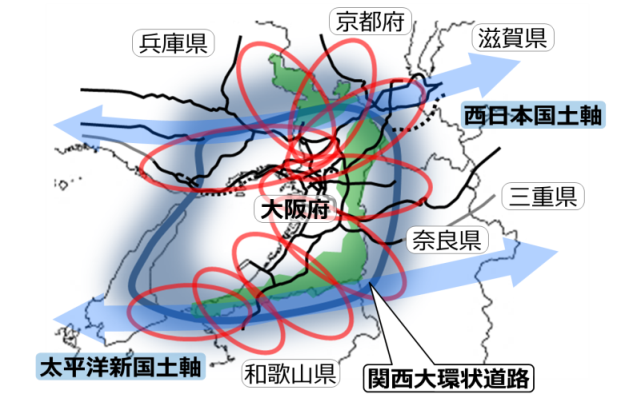 京都府
兵庫県
滋賀県
西日本国土軸
三重県
大阪府
奈良県
太平洋新国土軸
和歌山県
関西大環状道路